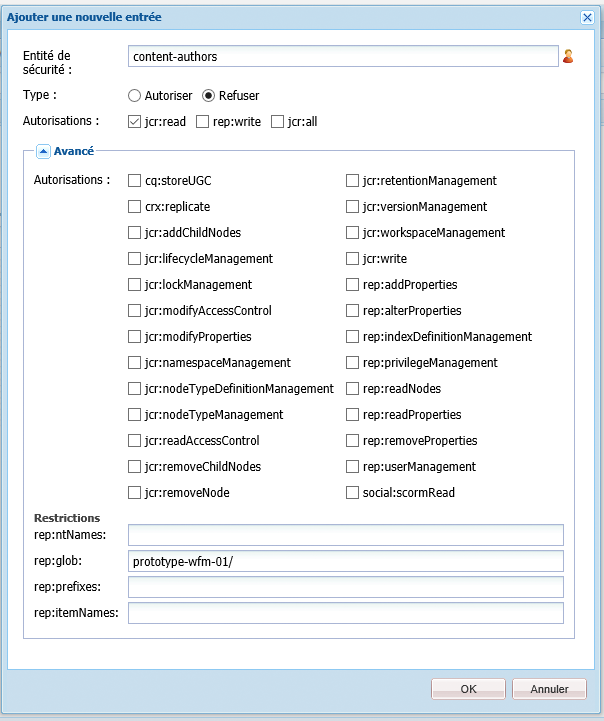 Ajouter une nouvelle entrée
Entité de
sécurité :
content-authors
Type :
Autoriser
Refuser
Autorisations :
jcr:read
rep:write
jcr:all
Avancé
Autorisations :
cq:storeUGC
jcr:retentionManagement
crx:replicate
jcr:versionManagement
jcr:addChildNodes
jcr:workspaceManagement
jcr:lifecycleManagement
jcr:write
jcr:lockManagement
rep:addProperties
jcr:modifyAccessControl
rep:alterProperties
jcr:modifyProperties
rep:indexDefinitionManagement
jcr:namespaceManagement
rep:privilegeManagement
jcr:nodeTypeDefinitionManagement
rep:readNodes
jcr:nodeTypeManagement
rep:readProperties
jcr:readAccessControl
rep:removeProperties
jcr:removeChildNodes
rep:userManagement
jcr:removeNode
social:scormRead
Restrictions
rep:ntNames:
rep:glob:
prototype-wfm-01/
rep:prefixes:
rep:itemNames:
OK
Annuler